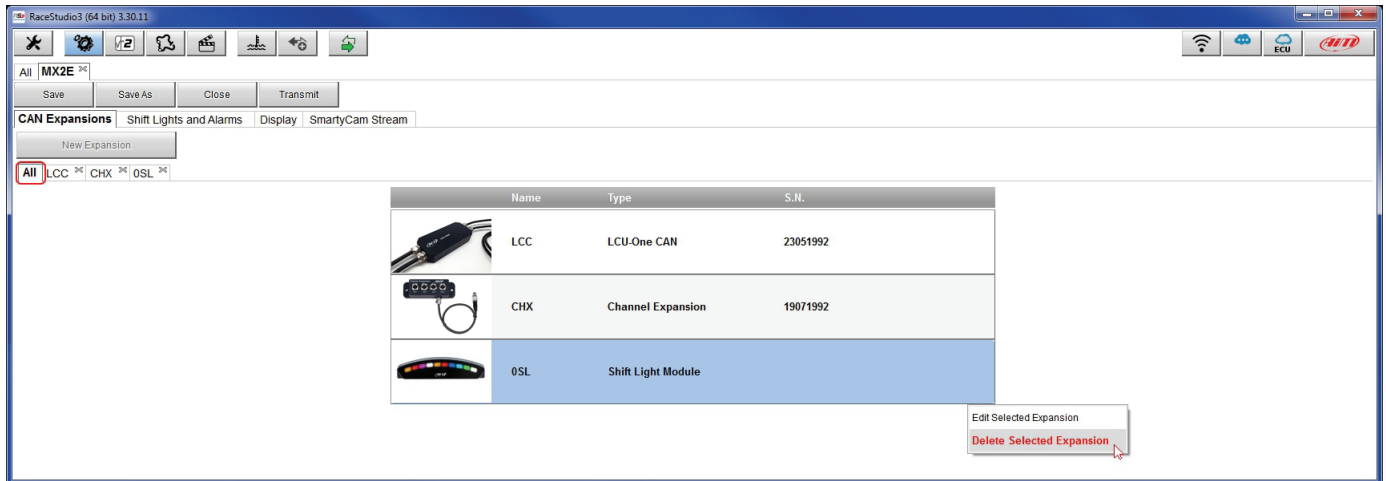 RaceStudio3 (64 bit) 3.30.11
ECU AiM
All MX2E
Save Save As Close Transmit
CAN Expansions Shift Lights and Alarms Display SmartyCam Stream
New Expansion
All LCC CHX 0SL
Name Type S.N.
LCC LCU-One CAN 23051992
CHX Channel Expansion 19071992
0SL Shift Light Module
Edit Selected Expansion
Delete Selected Expansion